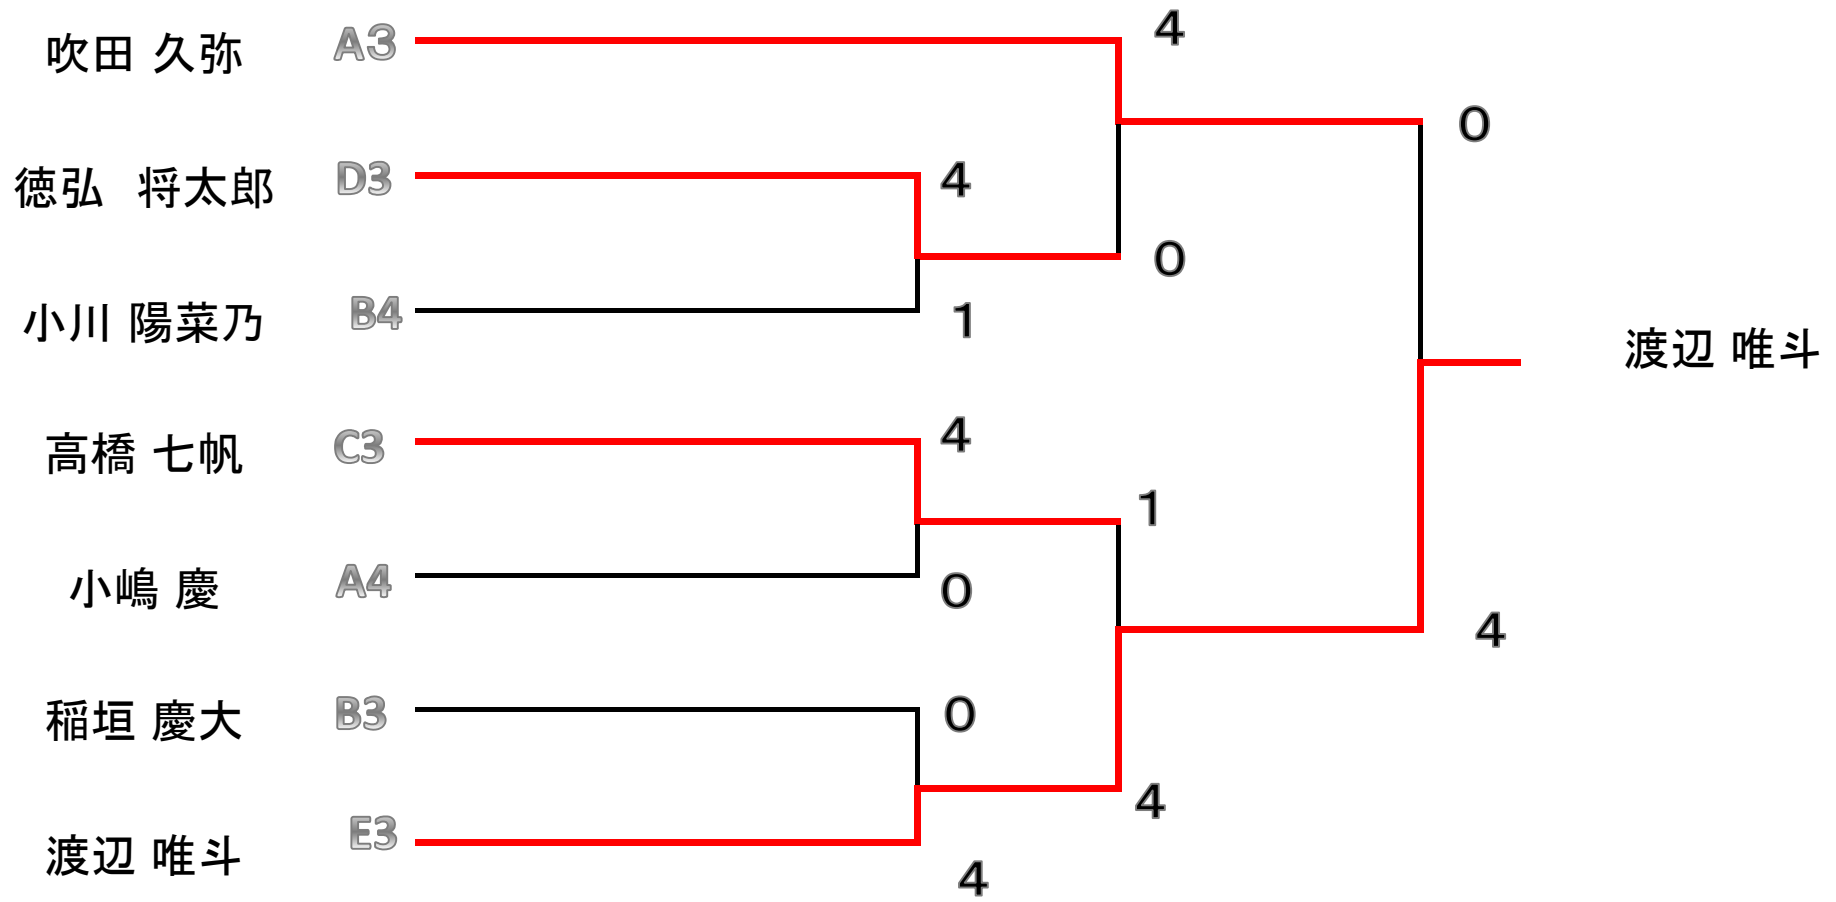 吹田 久弥 A3 4
0
徳弘 将太郎 D3 4
0
小川 陽菜乃 B4 1
渡辺 唯斗
高橋 七帆 C3 4
1
小嶋 慶 A4 0
4
稲垣 慶大 B3 0
4
渡辺 唯斗 E3 4